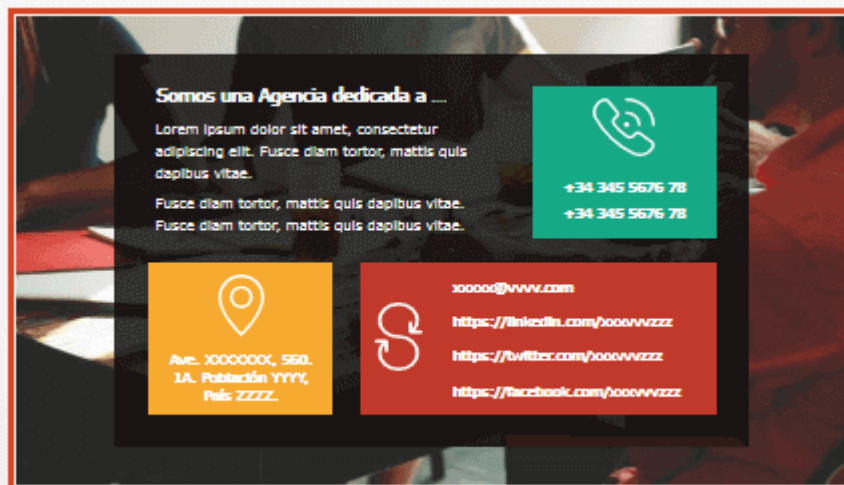 Somos una Agencia dedicada a ...
Lorem ipsum dolor sit amet, consectetur
adipiscing elit. Fusce diam tortor, mattis quis
dapibus vitae.
Fusce diam tortor, mattis quis dapibus vitae.
Fusce diam tortor, mattis quis dapibus vitae.
+34 345 5676 78
+34 345 5676 78
Ave. XXXXXXX, 560.
1A. Población YYYY,
País ZZZZ.
xxxxx@vvvv.com
https://linkedin.com/xxxvvvzzz
https://twitter.com/xxxvvvzzz
https://facebook.com/xxxvvvzzz